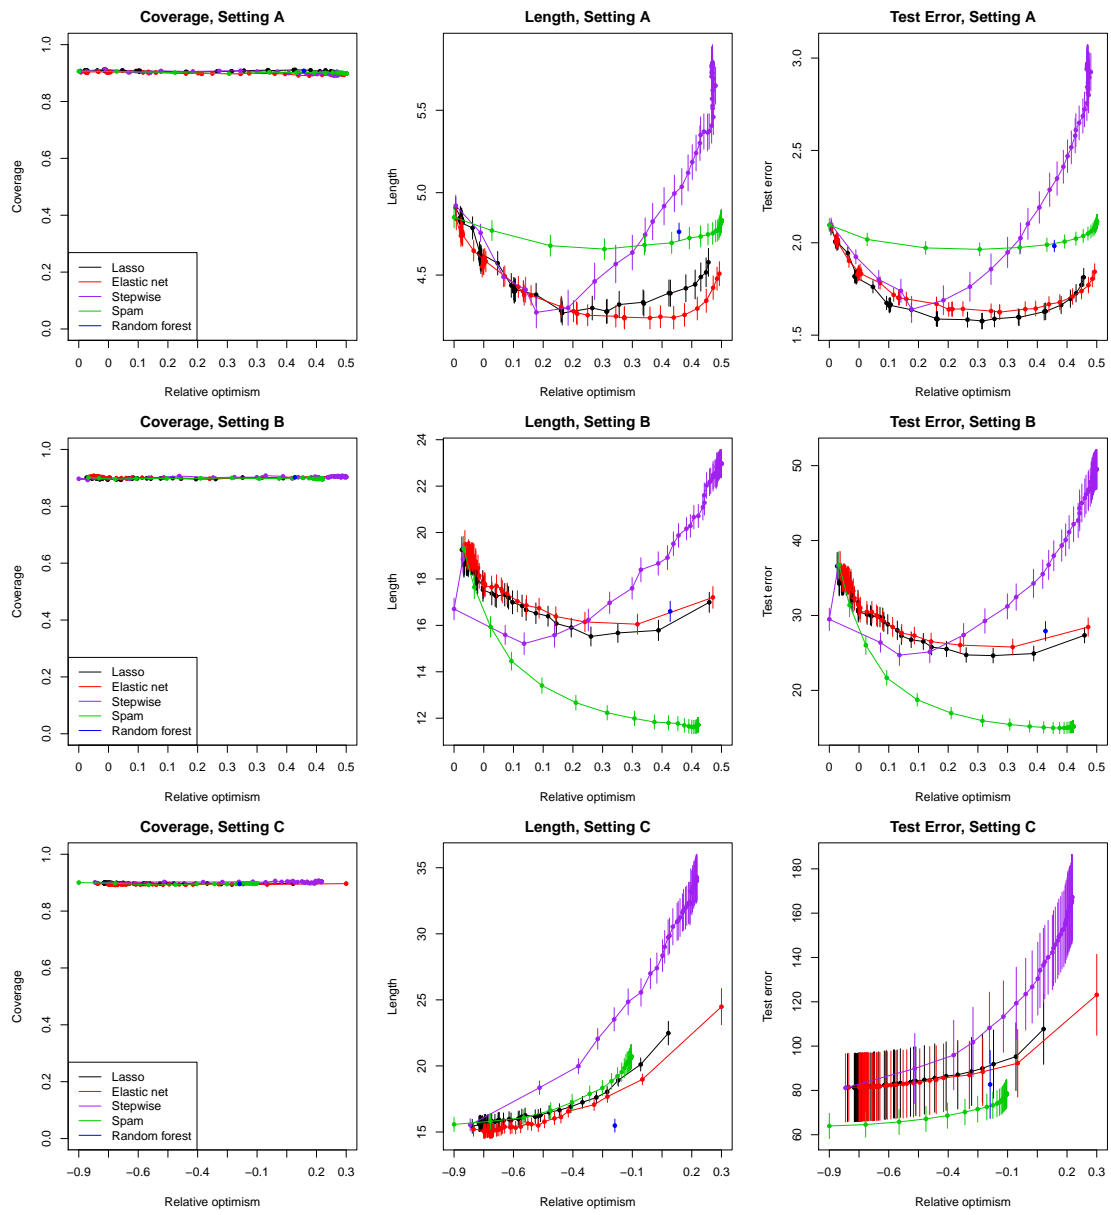 Coverage, Setting A
Coverage
1.0
0.8
0.6
0.4
0.2
0.0
Lasso
Elastic net
Stepwise
Spam
Random forest
0 0 0.1 0.1 0.2 0.2 0.3 0.4 0.4 0.5
Relative optimism
Length, Setting A
Length
5.5
5.0
4.5
0 0 0.1 0.1 0.2 0.2 0.3 0.4 0.4 0.5
Relative optimism
Test Error, Setting A
Test error
3.0
2.5
2.0
1.5
0 0 0.1 0.1 0.2 0.2 0.3 0.4 0.4 0.5
Relative optimism
Coverage, Setting B
Coverage
1.0
0.8
0.6
0.4
0.2
0.0
Lasso
Elastic net
Stepwise
Spam
Random forest
0 0 0.1 0.1 0.2 0.2 0.3 0.4 0.4 0.5
Relative optimism
Length, Setting B
Length
24
22
20
18
16
14
12
0 0 0.1 0.1 0.2 0.2 0.3 0.4 0.4 0.5
Relative optimism
Test Error, Setting B
Test error
50
40
30
20
0 0 0.1 0.1 0.2 0.2 0.3 0.4 0.4 0.5
Relative optimism
Coverage, Setting C
Coverage
1.0
0.8
0.6
0.4
0.2
0.0
Lasso
Elastic net
Stepwise
Spam
Random forest
−0.9 −0.6 −0.4 −0.1 0.2 0.3
Relative optimism
Length, Setting C
Length
35
30
25
20
15
−0.9 −0.6 −0.4 −0.1 0.2 0.3
Relative optimism
Test Error, Setting C
Test error
180
160
140
120
100
80
60
−0.9 −0.6 −0.4 −0.1 0.2 0.3
Relative optimism